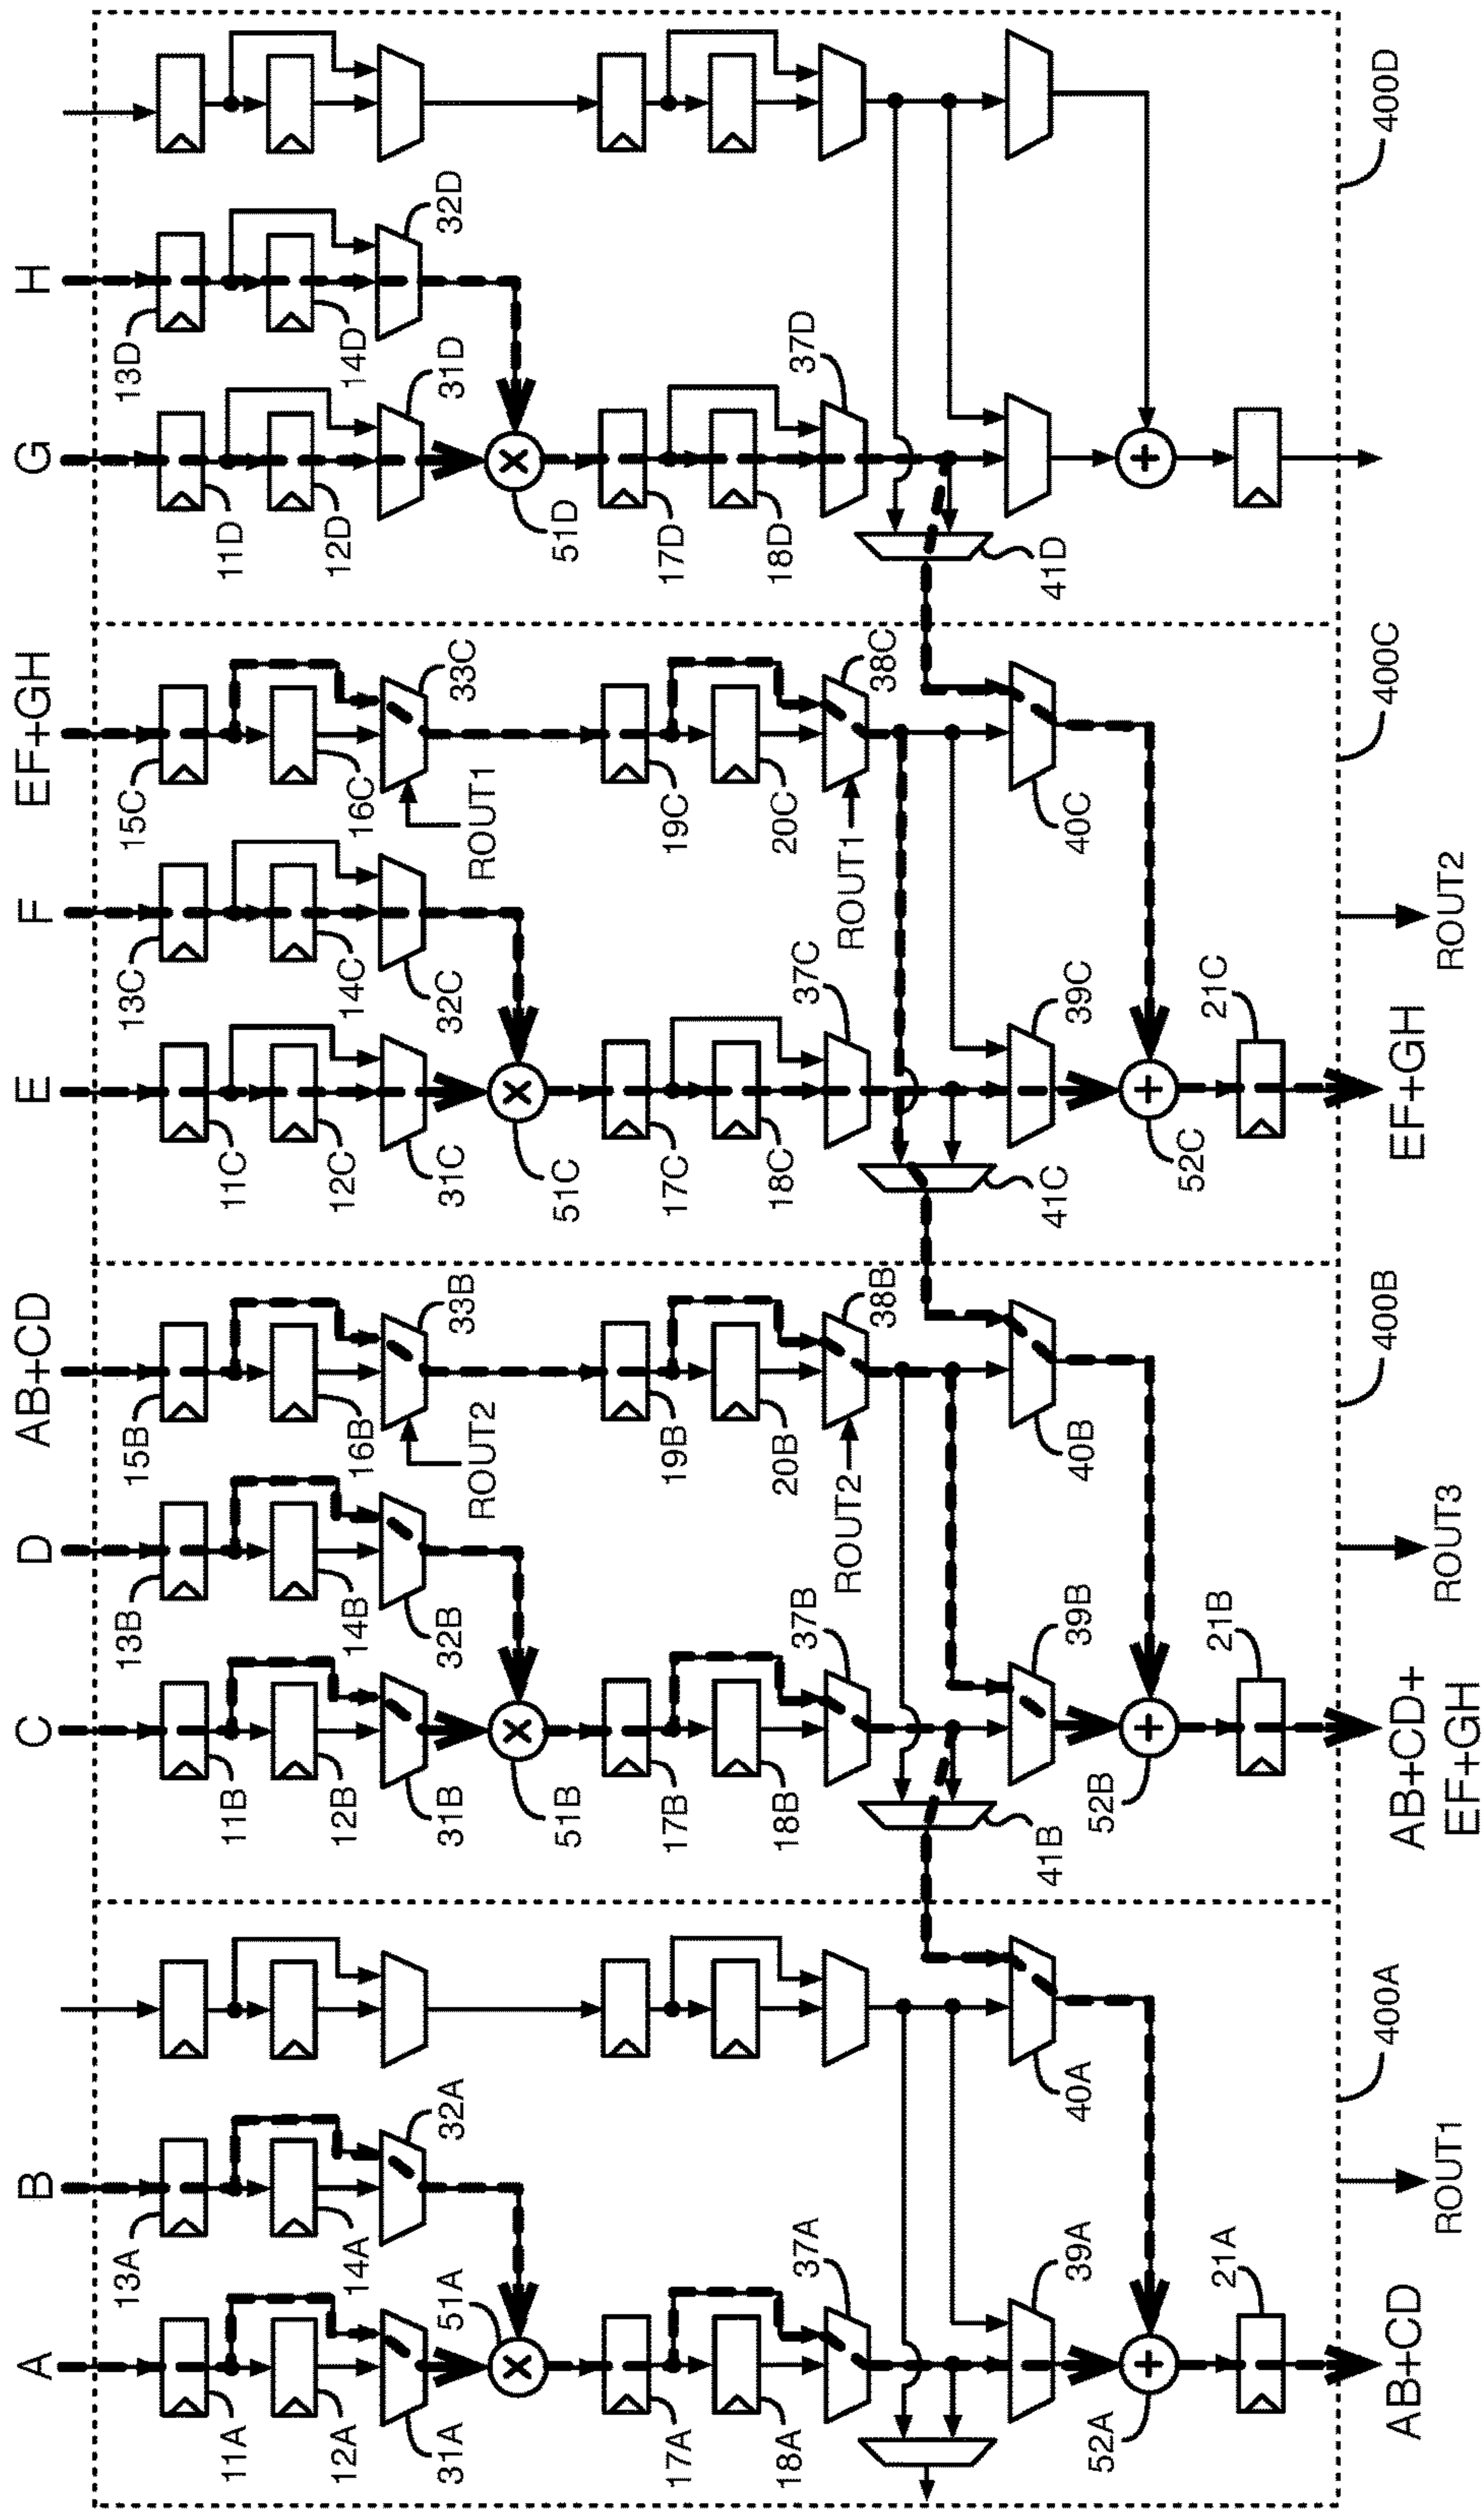 A
B
C
D
AB+CD
E
F
EF+GH
G
H
11A
13A
12A
14A
31A
32A
51A
17A
18A
37A
39A
40A
52A
21A
AB+CD
ROUT1
400A
11B
13B
15B
12B
14B
16B
31B
32B
33B
ROUT2
51B
17B
19B
18B
20B
37B
38B
ROUT2
41B
39B
40B
52B
21B
AB+CD+
EF+GH
ROUT3
400B
11C
13C
15C
12C
14C
16C
31C
32C
33C
ROUT1
51C
17C
19C
18C
20C
37C
38C
ROUT1
41C
39C
40C
52C
21C
EF+GH
ROUT2
400C
11D
13D
12D
14D
31D
32D
51D
17D
18D
37D
41D
400D